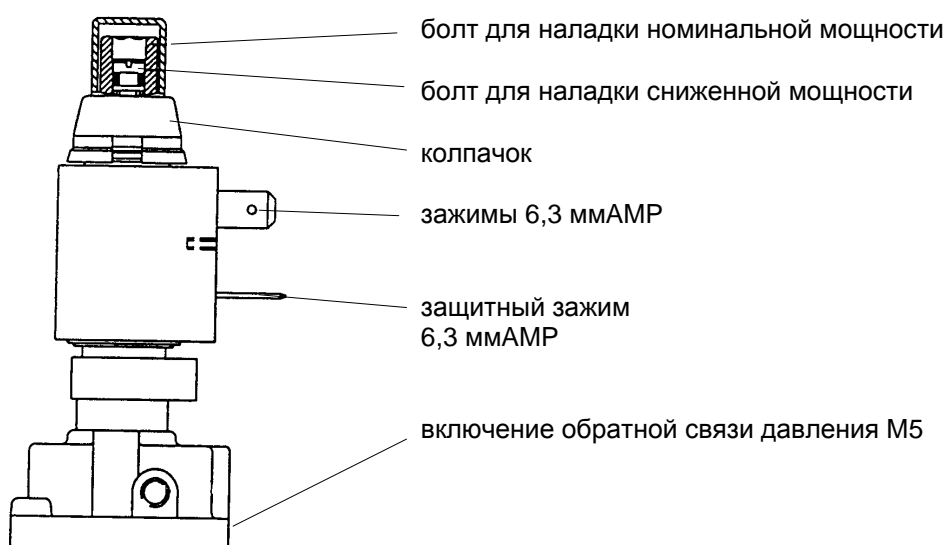 болт для наладки номинальной мощности
болт для наладки сниженной мощности
колпачок
зажимы 6,3 ммAMP
защитный зажим
6,3 ммAMP
включение обратной связи давления M5